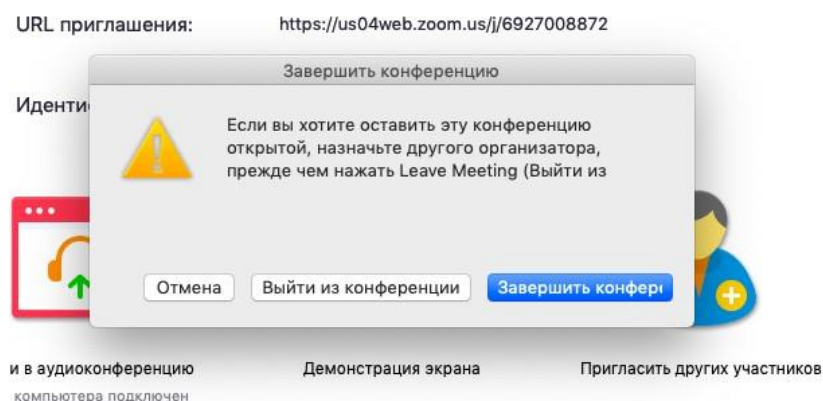 URL приглашения: https://us04web.zoom.us/j/6927008872
Завершить конференцию
Иденти
Если вы хотите оставить эту конференцию
открытой, назначьте другого организатора,
прежде чем нажать Leave Meeting (Выйти из
Отмена Выйти из конференции Завершить конфер
и в аудиоконференцию Демонстрация экрана Пригласить других участников
компьютера подключен